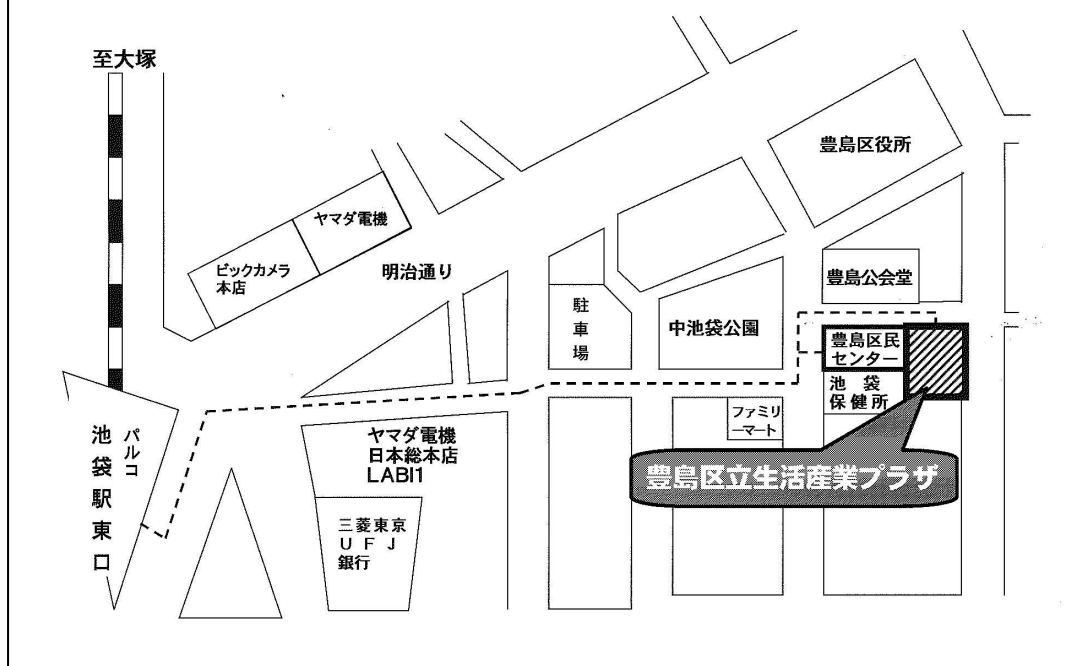 至大塚
豊島区役所
ヤマダ電機
ビックカメラ
本店
明治通り
豊島公会堂
駐
車
場
中池袋公園
豊島区民
センター
池袋
保健所
ファミリ
ーマート
パルコ
池袋駅東口
ヤマダ電機
日本総本店
LABI1
豊島区立生活産業プラザ
三菱東京
UFJ
銀行